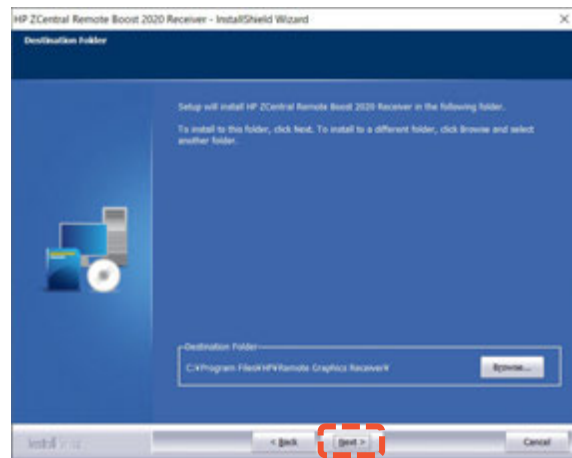 HP ZCentral Remote Boost 2020 Receiver - InstallShield Wizard
Destination Folder
Setup will install HP ZCentral Remote Boost 2020 Receiver in the following folder.
To install to this folder, click Next. To install to a different folder, click Browse and select
another folder.
Destination Folder
C:¥Program Files¥HP¥Remote Graphics Receiver¥
Browse...
InstallShield
< Back
Next >
Cancel